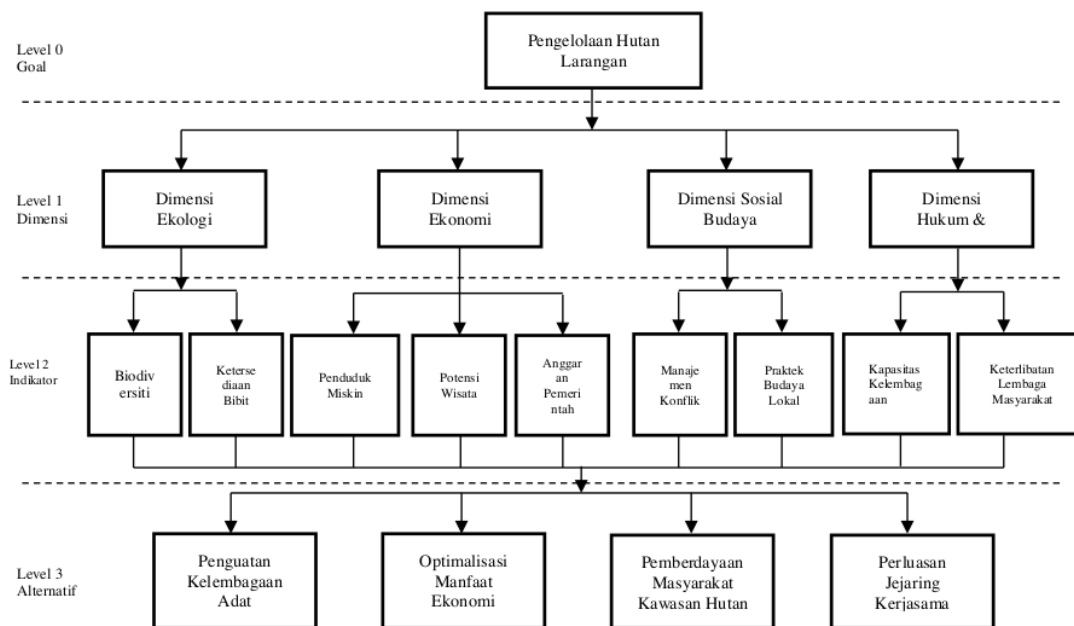 Level 0
Goal
Pengelolaan Hutan
Larangan
Level 1
Dimensi
Dimensi
Ekologi
Dimensi
Ekonomi
Dimensi Sosial
Budaya
Dimensi
Hukum &
Level 2
Indikator
Biodiv
ersiti
Keterse
diaan
Bibit
Penduduk
Miskin
Potensi
Wisata
Anggar
an
Pemeri
ntah
Manaje
men
Konflik
Praktek
Budaya
Lokal
Kapasitas
Kelembag
aan
Keterlibatan
Lembaga
Masyarakat
Level 3
Alternatif
Penguatan
Kelembagaan
Adat
Optimalisasi
Manfaat
Ekonomi
Pemberdayaan
Masyarakat
Kawasan Hutan
Perluasan
Jejaring
Kerjasama